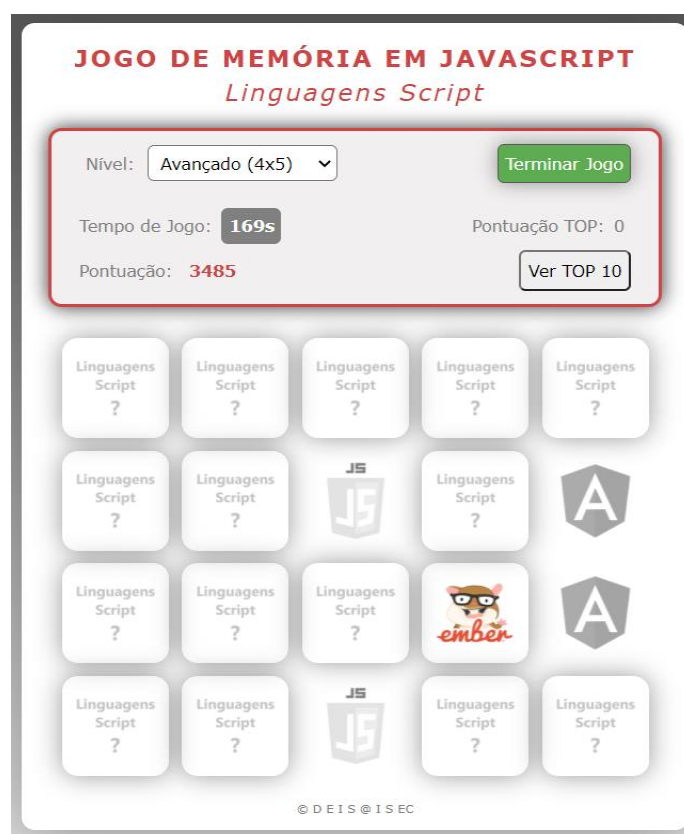 JOGO DE MEMÓRIA EM JAVASCRIPT
Linguagens Script
Nível: Avançado (4x5) Terminar Jogo
Tempo de Jogo: 169s Pontuação TOP: 0
Pontuação: 3485 Ver TOP 10
Linguagens Script ? Linguagens Script ? Linguagens Script ? Linguagens Script ? Linguagens Script ?
Linguagens Script ? Linguagens Script ? JS JS Linguagens Script ? A
Linguagens Script ? Linguagens Script ? Linguagens Script ? ember A
Linguagens Script ? Linguagens Script ? JS JS Linguagens Script ? Linguagens Script ?
© D E I S @ I S E C